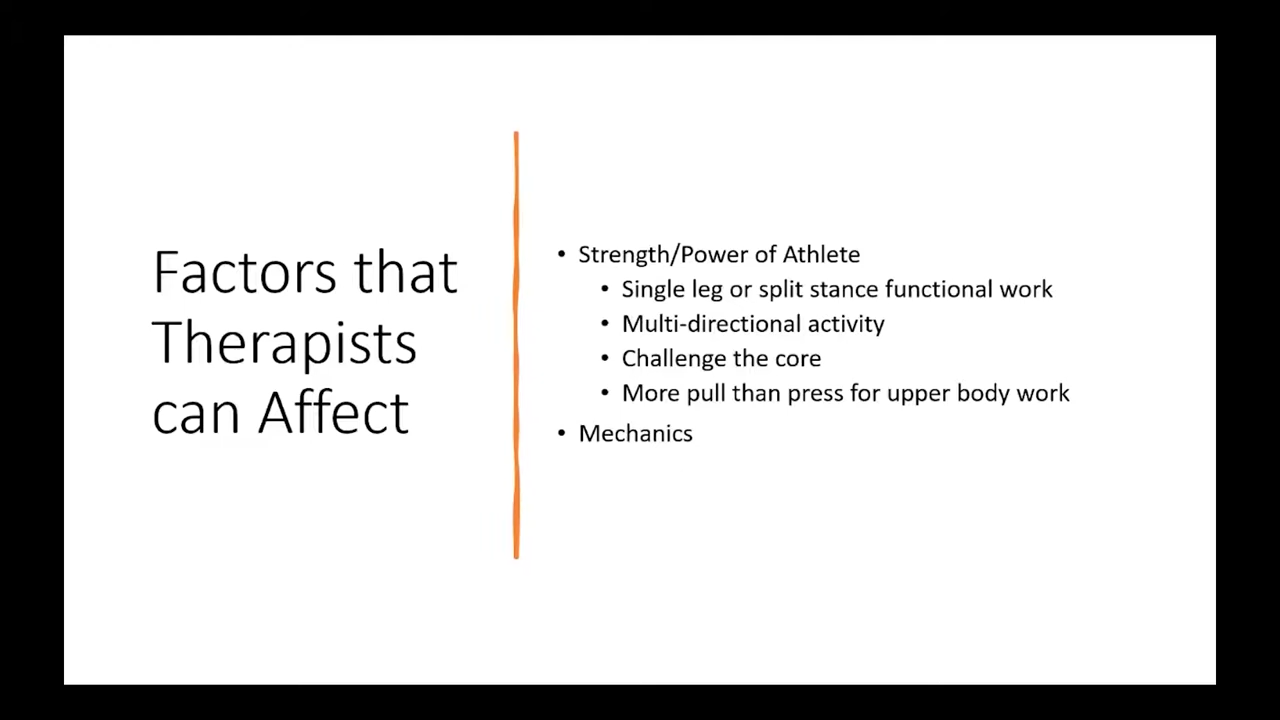 Factors that
Therapists
can Affect
• Strength/Power of Athlete
• Single leg or split stance functional work
• Multi-directional activity
• Challenge the core
• More pull than press for upper body work
• Mechanics